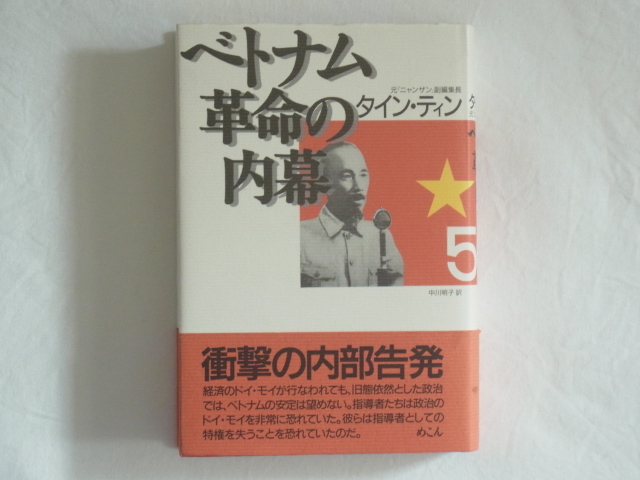 ベトナム
革命の
内幕
元「ニャンザン」副編集長
タイン・ティン
5
中川明子 訳
衝撃の内部告発
経済のドイ・モイが行なわれても、旧態依然とした政治
では、ベトナムの安定は望めない。指導者たちは政治の
ドイ・モイを非常に恐れていた。彼らは指導者としての
特権を失うことを恐れていたのだ。
めこん